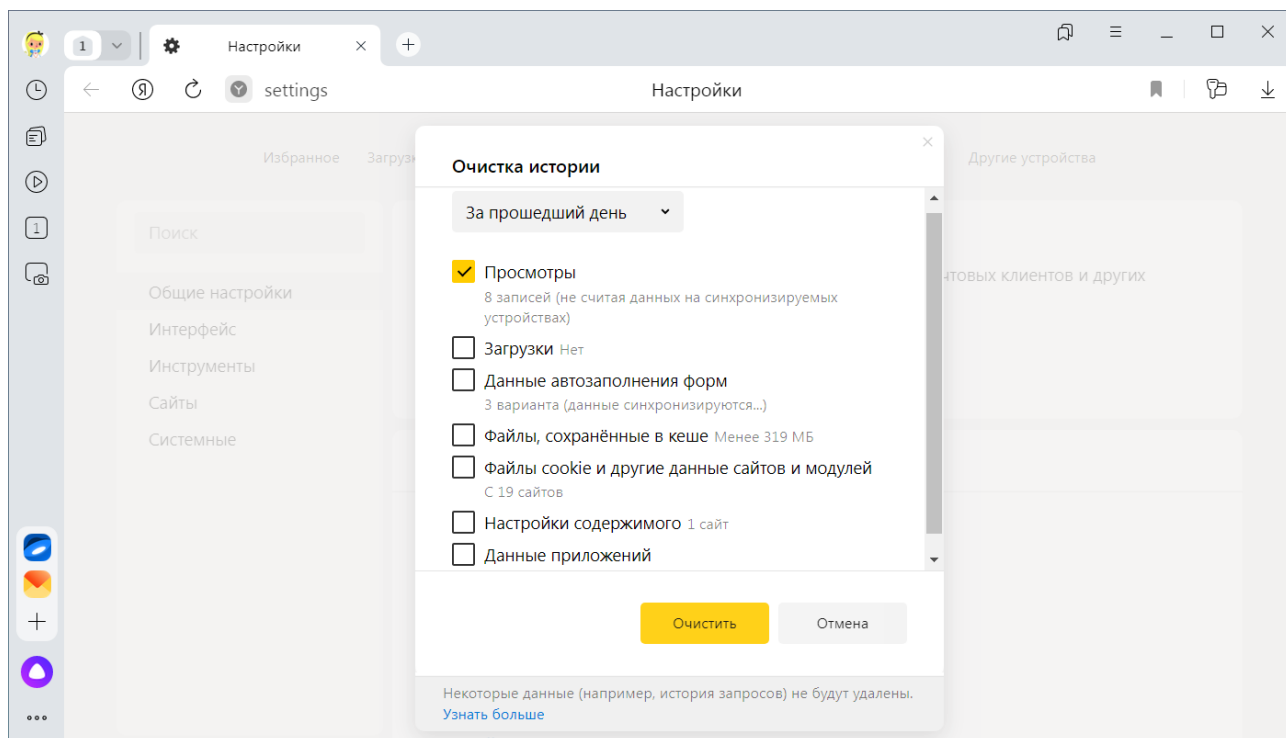 1
Настройки
settings
Настройки
1
Избранное
Загруз
Другие устройства
Поиск
Общие настройки
Интерфейс
Инструменты
Сайты
Системные
чтовых клиентов и других
Очистка истории
За прошедший день
Просмотры
8 записей (не считая данных на синхронизируемых
устройствах)
Загрузки Нет
Данные автозаполнения форм
3 варианта (данные синхронизируются...)
Файлы, сохранённые в кеше Менее 319 МБ
Файлы cookie и другие данные сайтов и модулей
С 19 сайтов
Настройки содержимого 1 сайт
Данные приложений
Очистить
Отмена
Некоторые данные (например, история запросов) не будут удалены.
Узнать больше